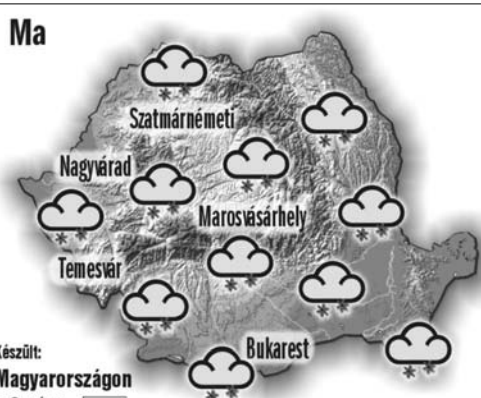 Ma
Szatmárnémeti
Nagyvárad
Marosvásárhely
Temesvár
Bukarest
Készült:
Magyarországon